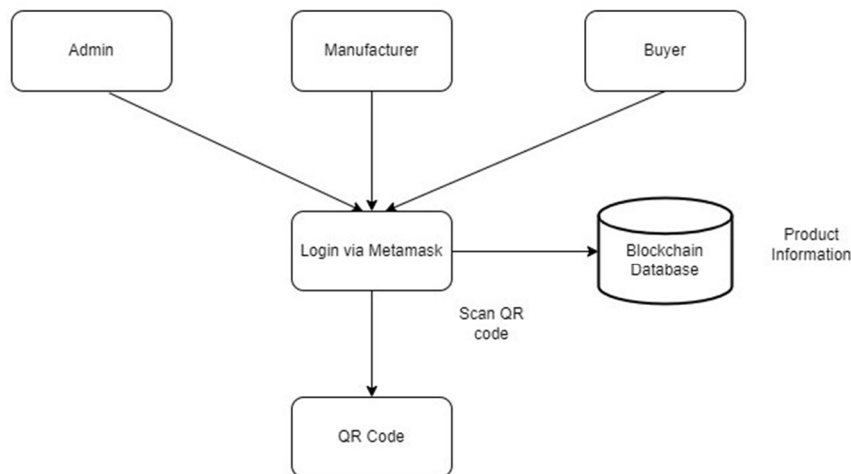 Admin
Manufacturer
Buyer
Login via Metamask
Blockchain
Database
Product
Information
Scan QR
code
QR Code